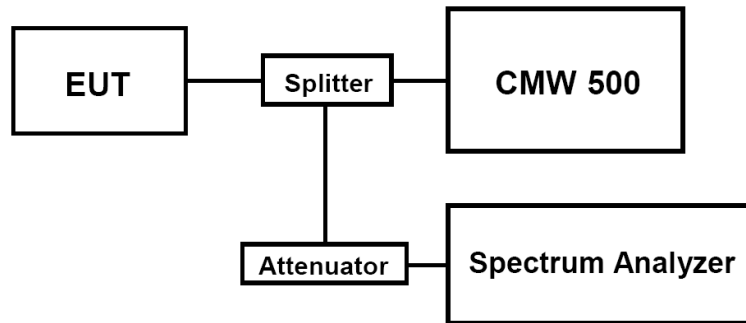 EUT
Splitter
CMW 500
Attenuator
Spectrum Analyzer